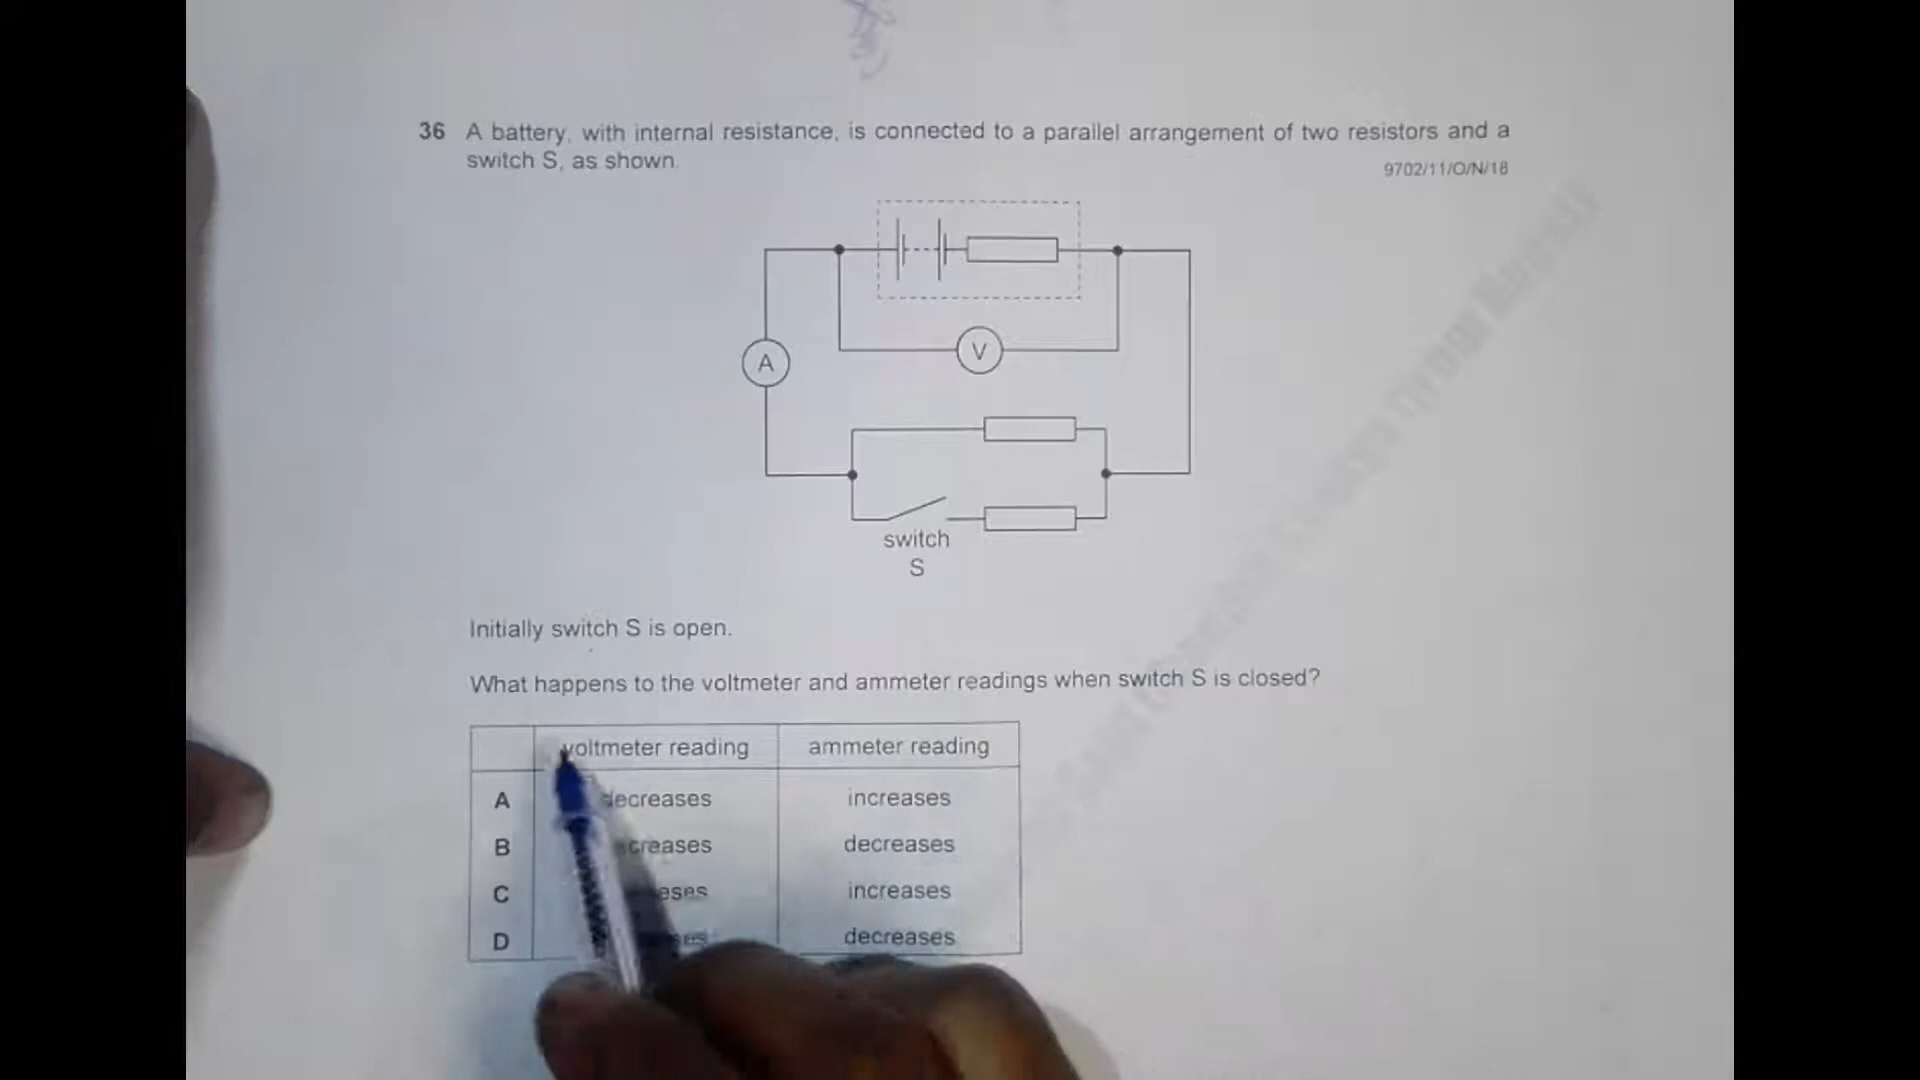 36 A battery, with internal resistance, is connected to a parallel arrangement of two resistors and a
switch S, as shown.
9702/11/O/N/18
V
A
switch
S
Initially switch S is open.
What happens to the voltmeter and ammeter readings when switch S is closed?
voltmeter reading ammeter reading
A decreases increases
B decreases
C increases
D decreases